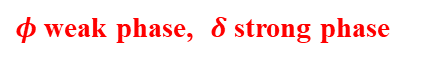 ϕ weak phase, δ strong phase